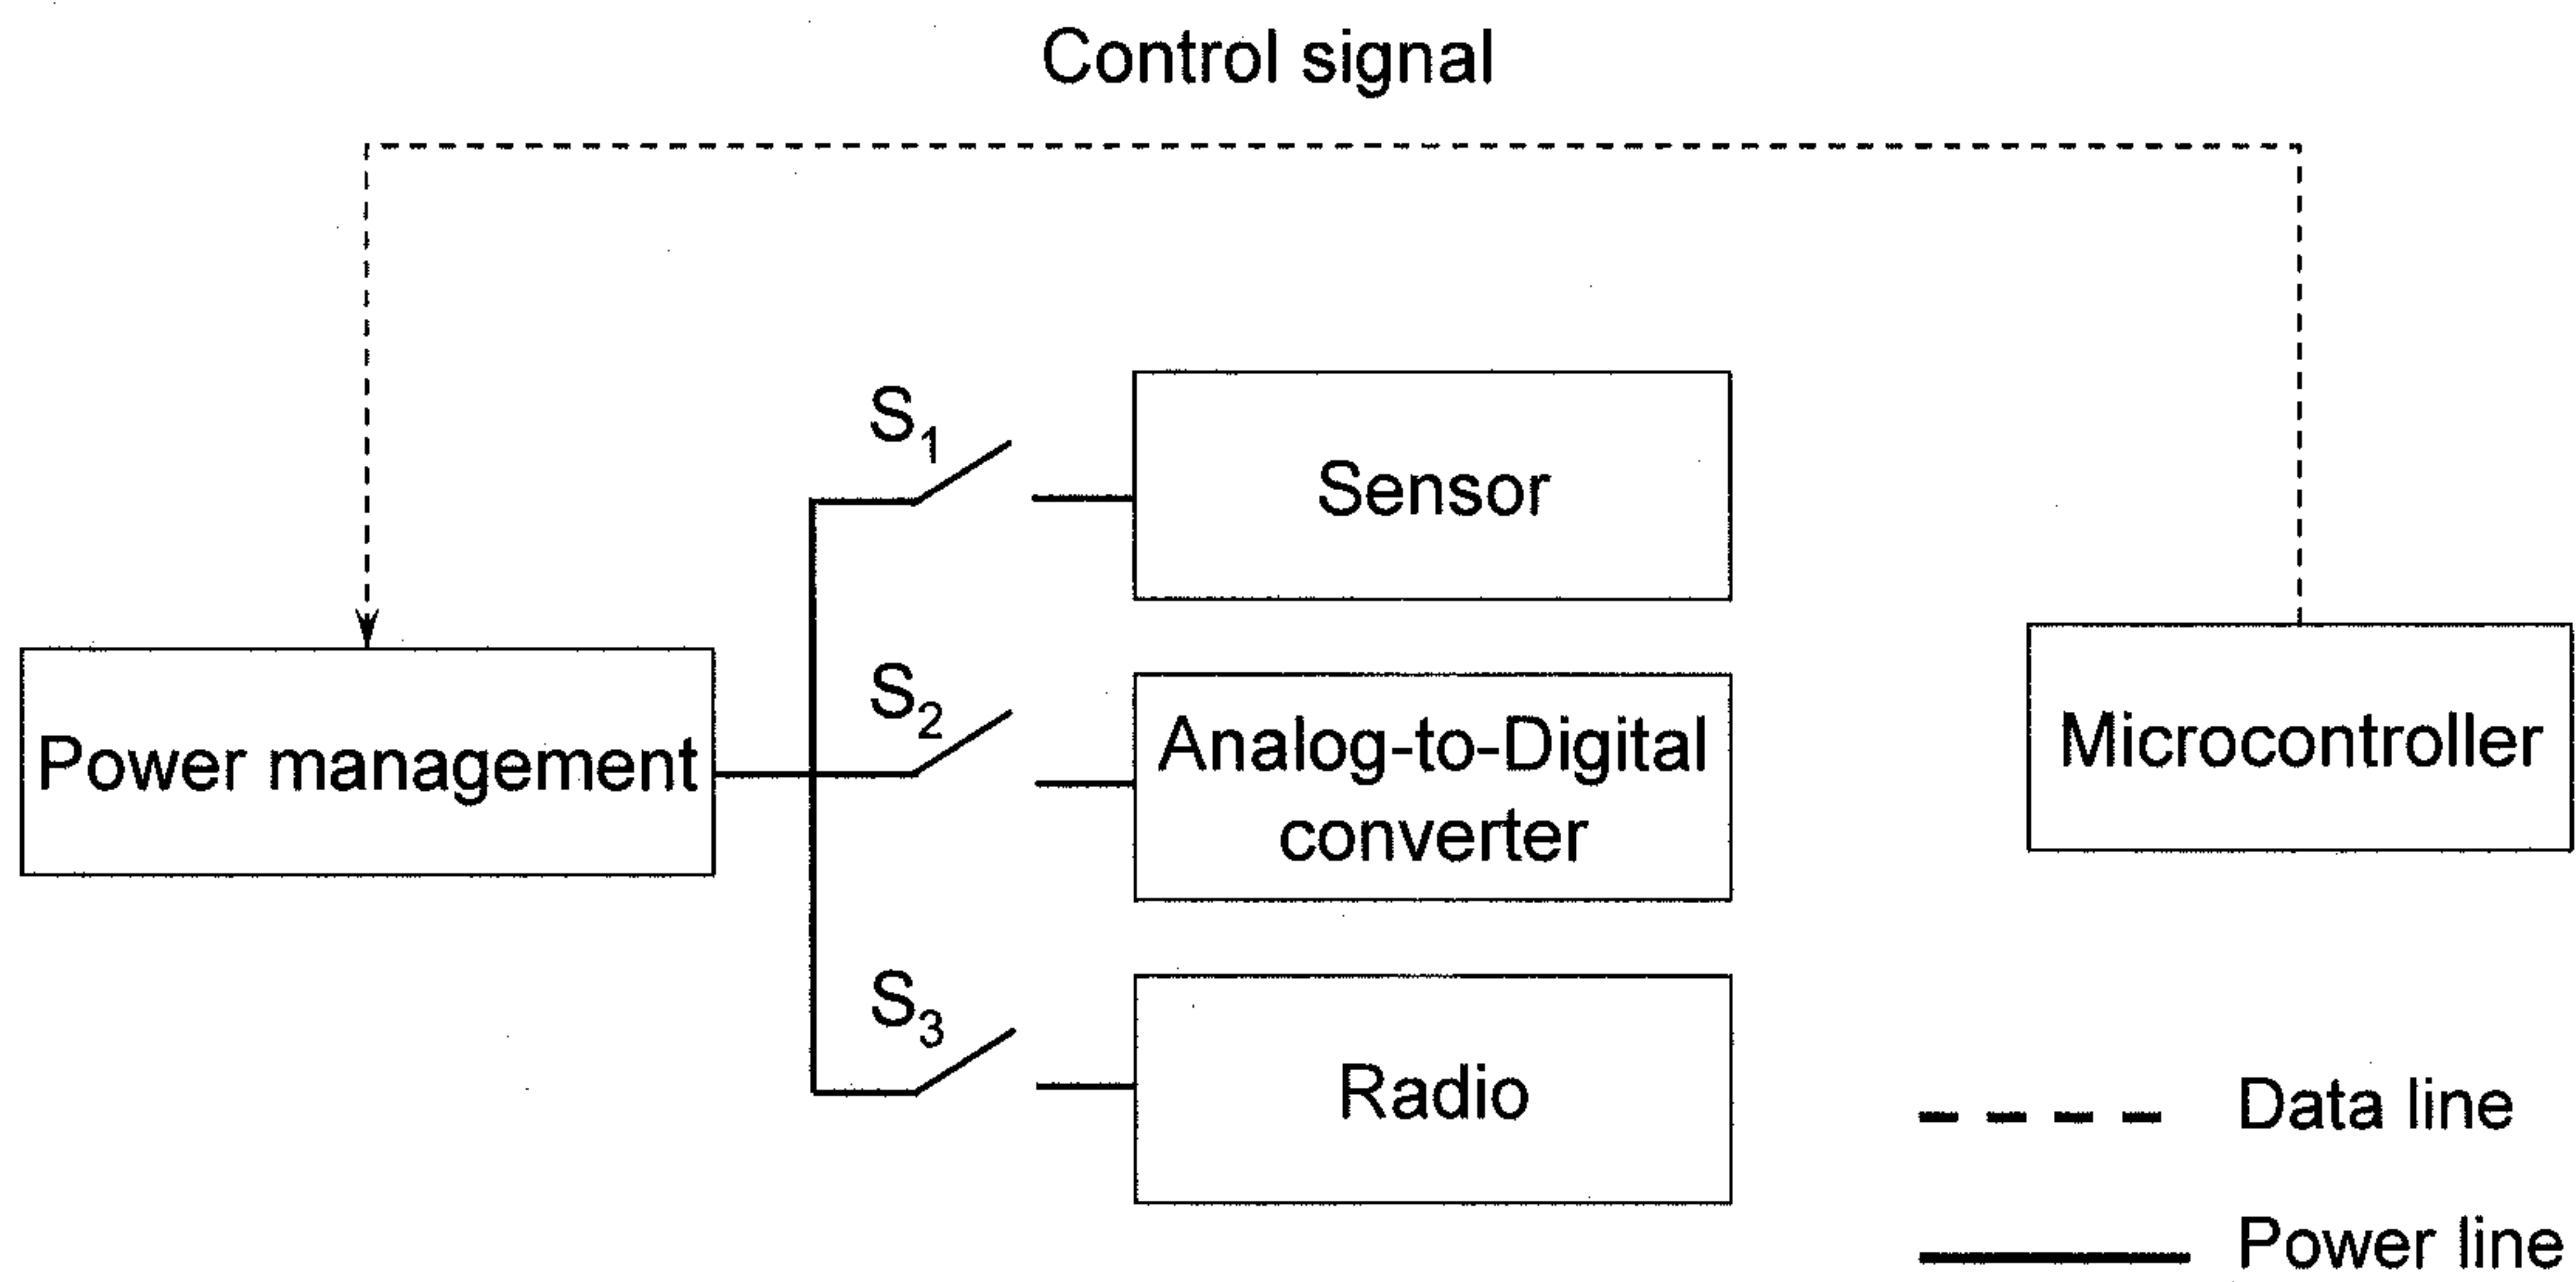 Control signal
S1
Sensor
Power management
S2
Analog-to-Digital
converter
Microcontroller
S3
Radio
Data line
Power line